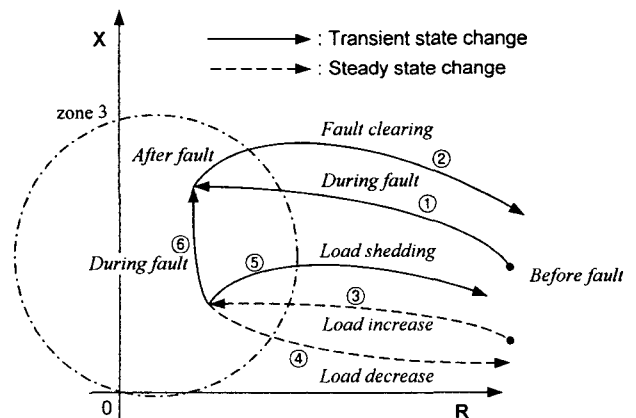 X
: Transient state change
: Steady state change
zone 3
Fault clearing
②
After fault
During fault
①
⑥
During fault
⑤
Load shedding
Before fault
③
Load increase
④
Load decrease
0
R